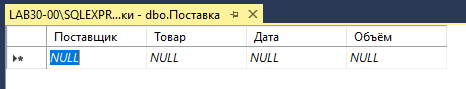 LAB30-00\SQLEXPR...ки - dbo.Поставка
Поставщик Товар Дата Объём
NULL NULL NULL NULL